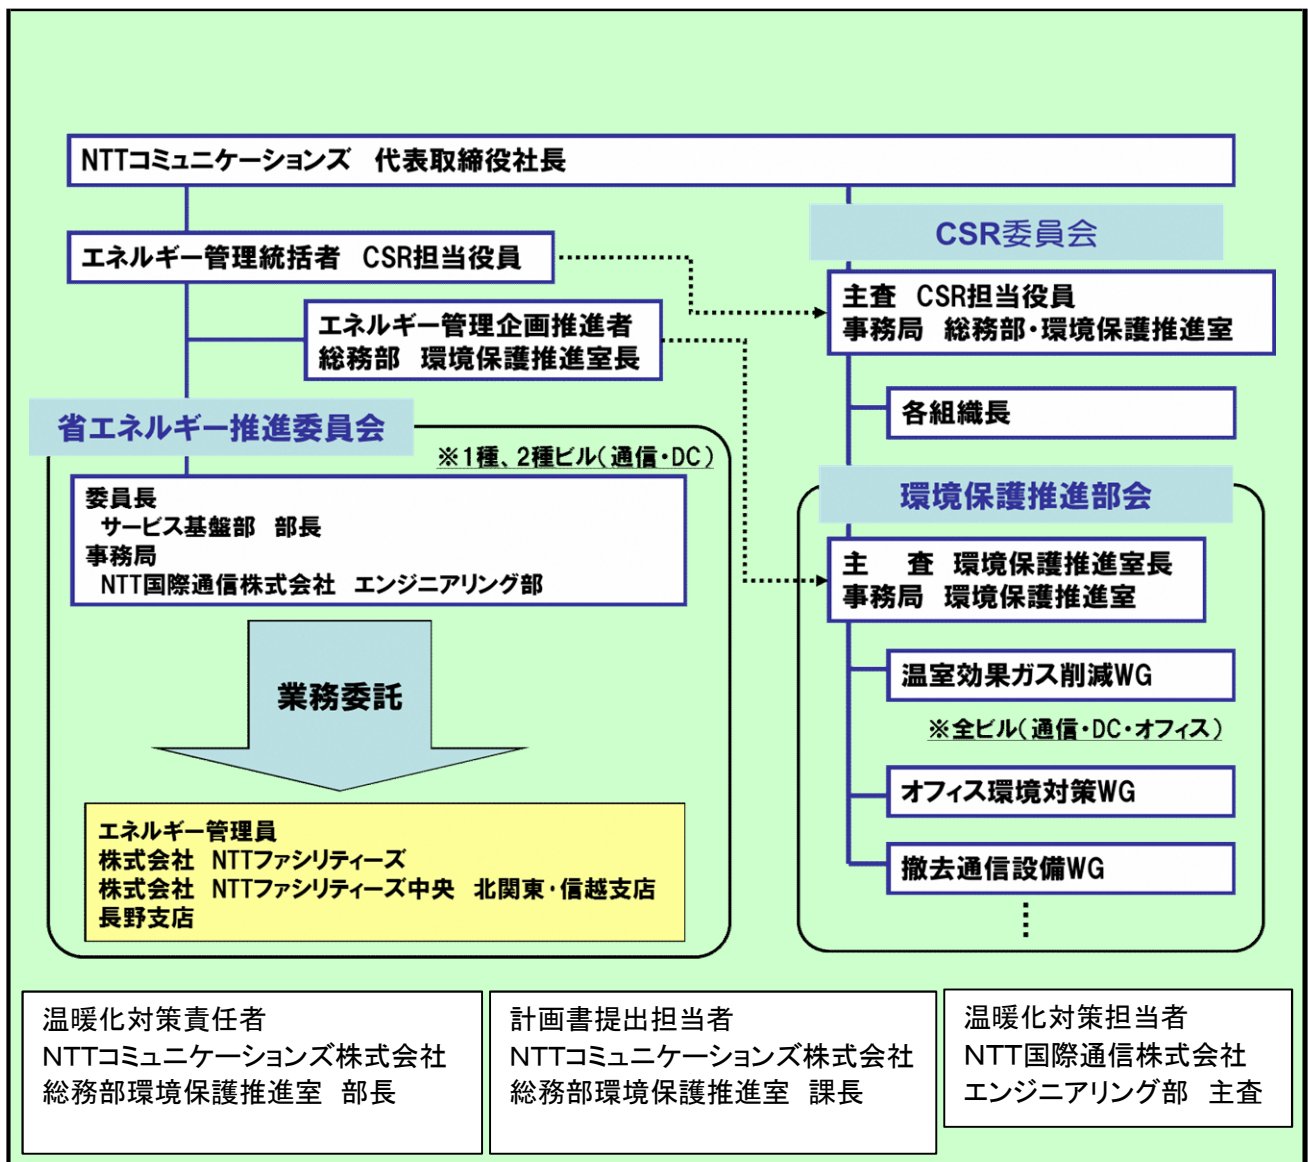 NTTコミュニケーションズ　代表取締役社長
エネルギー管理統括者　CSR担当役員
エネルギー管理企画推進者
総務部　環境保護推進室長
省エネルギー推進委員会
※1種、2種ビル（通信・DC）
委員長
サービス基盤部　部長
事務局
NTT国際通信株式会社　エンジニアリング部
業務委託
エネルギー管理員
株式会社　NTTファシリティーズ
株式会社　NTTファシリティーズ中央　北関東・信越支店
長野支店
CSR委員会
主査　CSR担当役員
事務局　総務部・環境保護推進室
各組織長
環境保護推進部会
主　　査　環境保護推進室長
事務局　環境保護推進室
温室効果ガス削減WG
※全ビル（通信・DC・オフィス）
オフィス環境対策WG
撤去通信設備WG
温暖化対策責任者
NTTコミュニケーションズ株式会社
総務部環境保護推進室　部長
計画書提出担当者
NTTコミュニケーションズ株式会社
総務部環境保護推進室　課長
温暖化対策担当者
NTT国際通信株式会社
エンジニアリング部　主査